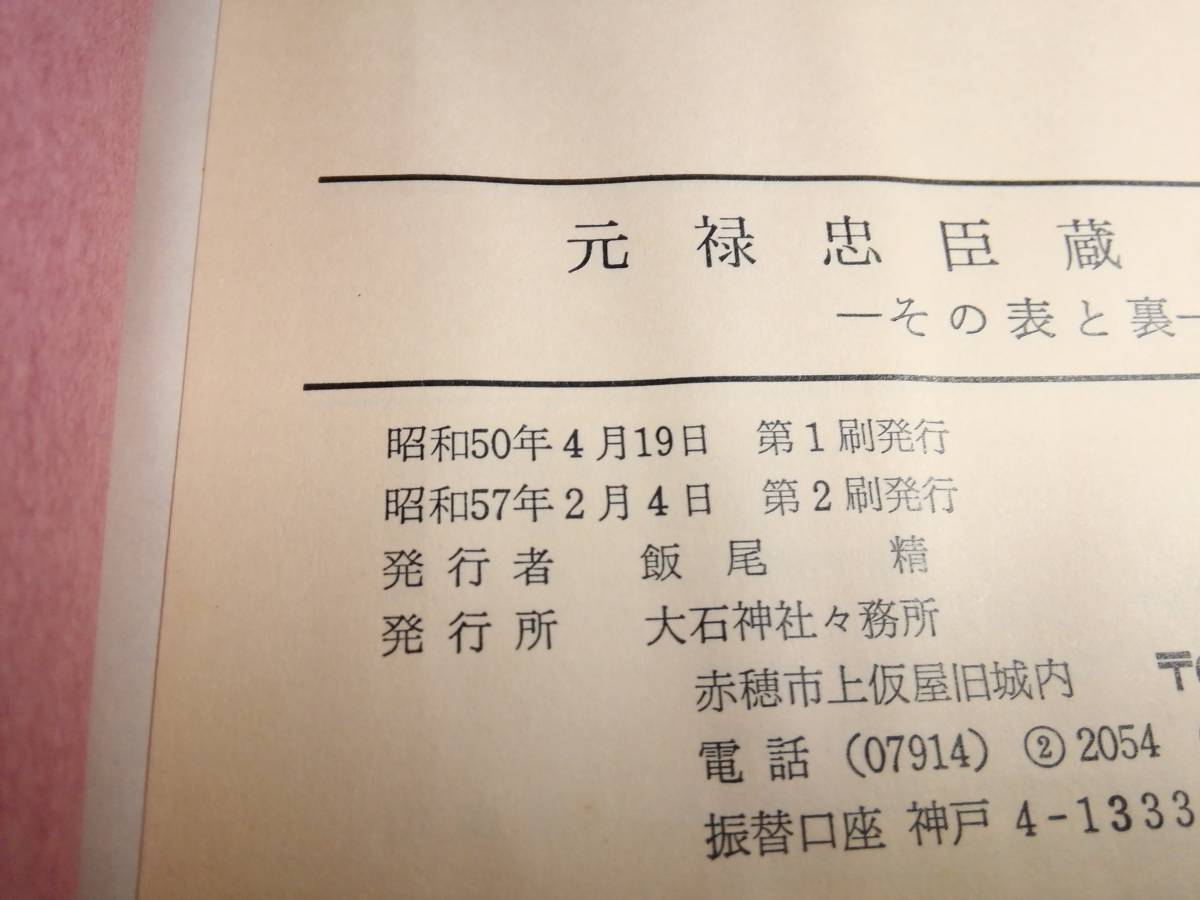 元禄忠臣蔵
―その表と裏―
昭和50年4月19日 第1刷発行
昭和57年2月4日 第2刷発行
発行者 飯尾 精
発行所 大石神社々務所
赤穂市上仮屋旧城内 〒
電話 (07914) ② 2054
振替口座 神戸 4-1333